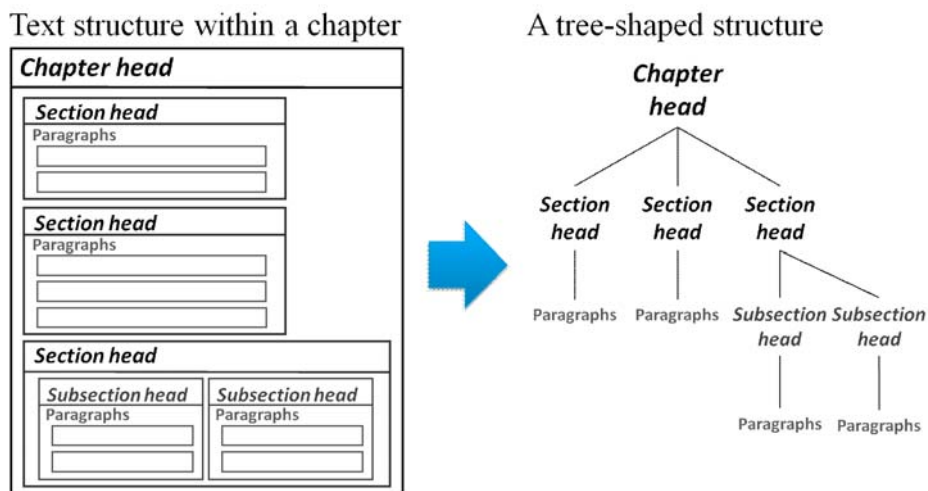 Text structure within a chapter
Chapter head
Section head
Paragraphs
Section head
Paragraphs
Section head
Subsection head
Paragraphs
Subsection head
Paragraphs
A tree-shaped structure
Chapter
head
Section
head
Section
head
Section
head
Paragraphs
Paragraphs
Subsection
head
Subsection
head
Paragraphs
Paragraphs